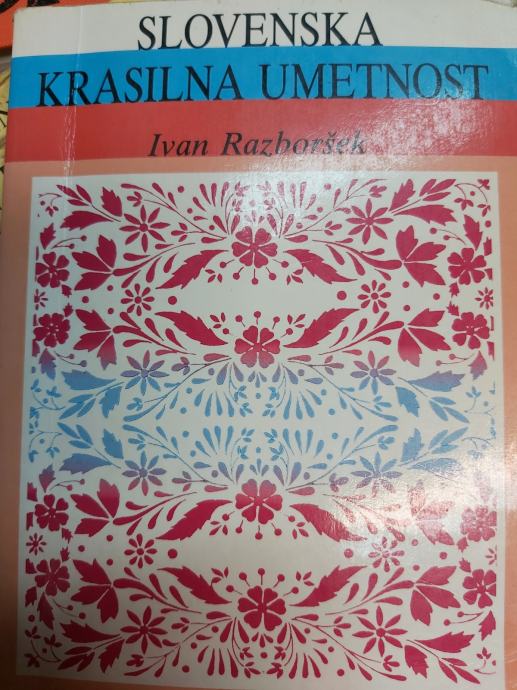 SLOVENSKA
KRASILNA UMETNOST
Ivan Razboršek